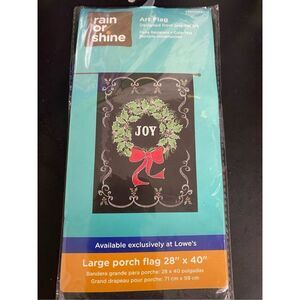 rain
or
shine
Art Flag
JOY
Available exclusively at Lowe's
Large porch flag 28" x 40"
Bandera grande para porche: 28 x 40 pulgadas
Grand drapeau pour porche: 71 cm x 99 cm